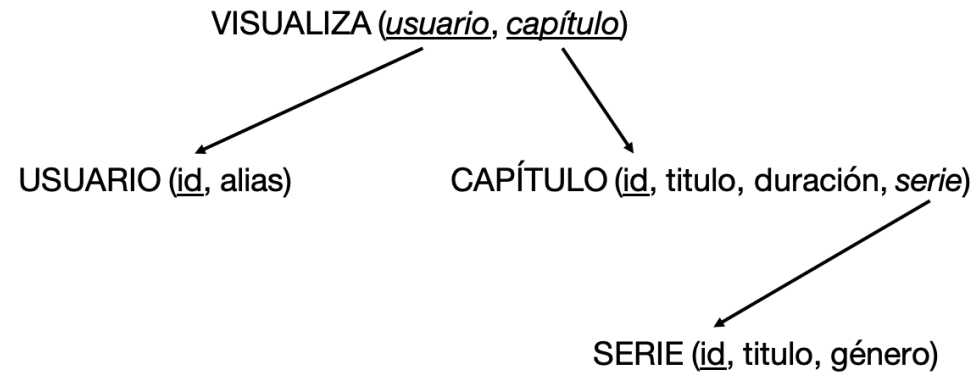 VISUALIZA (usuario, capítulo)
USUARIO (id, alias)
CAPÍTULO (id, titulo, duración, serie)
SERIE (id, titulo, género)